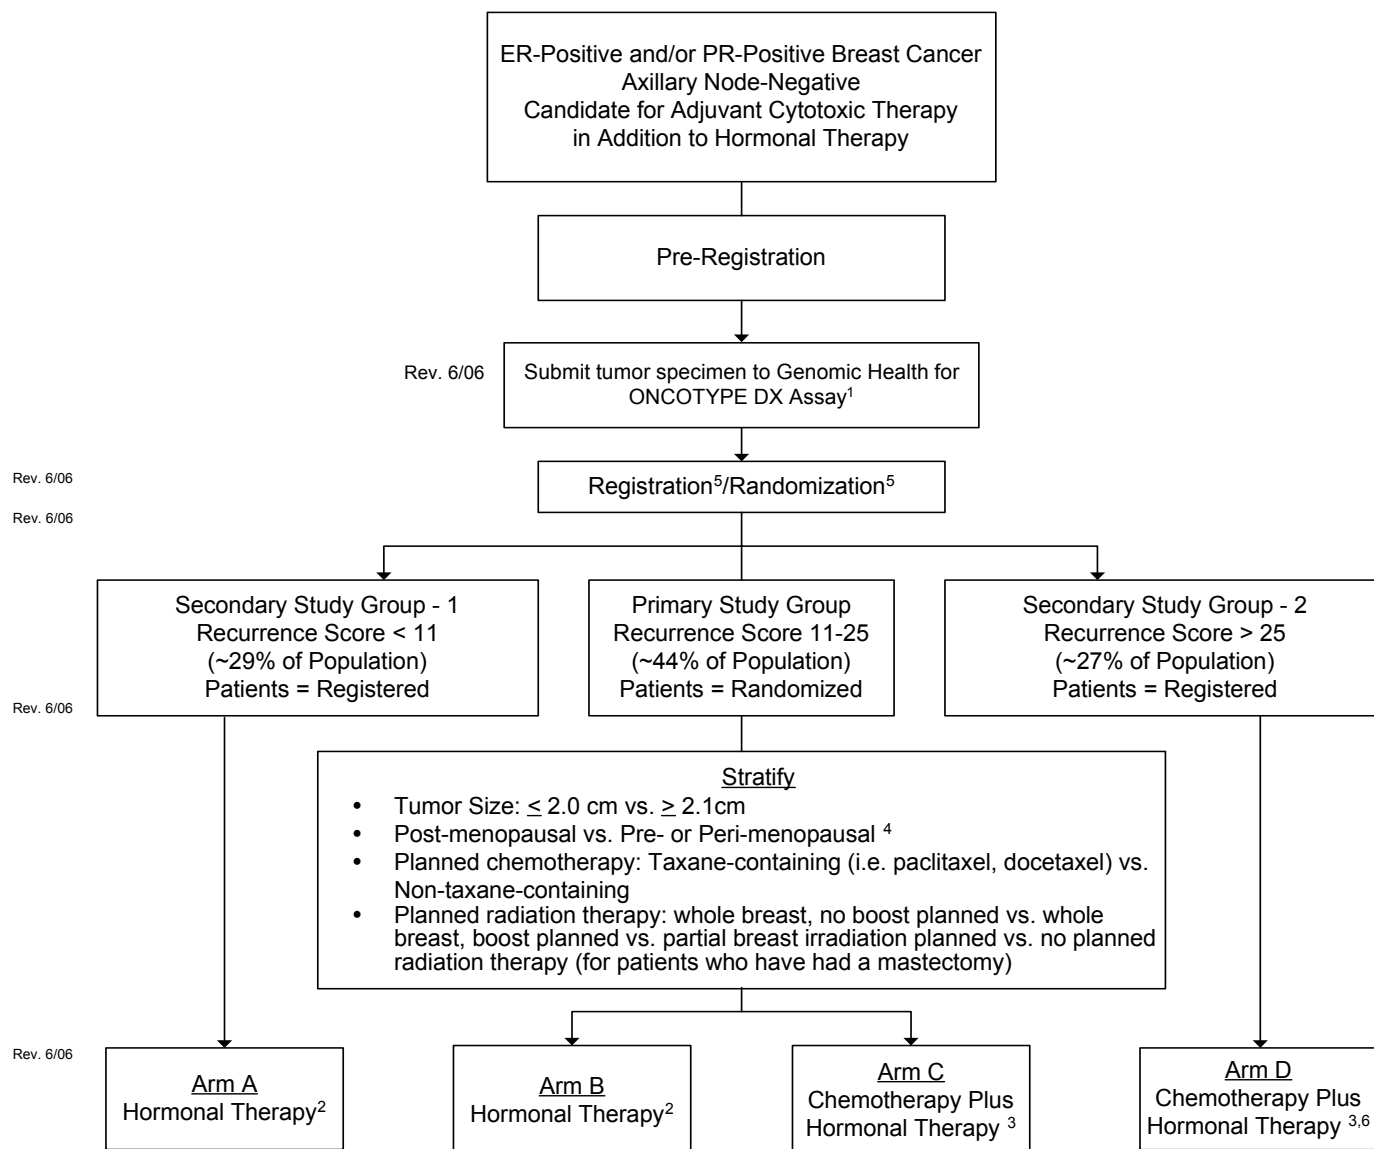 ER-Positive and/or PR-Positive Breast Cancer
Axillary Node-Negative
Candidate for Adjuvant Cytotoxic Therapy
in Addition to Hormonal Therapy
Pre-Registration
Rev. 6/06
Submit tumor specimen to Genomic Health for
ONCOTYPE DX Assay¹
Rev. 6/06
Registration⁵/Randomization⁵
Rev. 6/06
Secondary Study Group - 1
Recurrence Score < 11
(~29% of Population)
Patients = Registered
Primary Study Group
Recurrence Score 11-25
(~44% of Population)
Patients = Randomized
Secondary Study Group - 2
Recurrence Score > 25
(~27% of Population)
Patients = Registered
Rev. 6/06
Stratify
• Tumor Size: ≤ 2.0 cm vs. ≥ 2.1cm
• Post-menopausal vs. Pre- or Peri-menopausal ⁴
• Planned chemotherapy: Taxane-containing (i.e. paclitaxel, docetaxel) vs.
Non-taxane-containing
• Planned radiation therapy: whole breast, no boost planned vs. whole
breast, boost planned vs. partial breast irradiation planned vs. no planned
radiation therapy (for patients who have had a mastectomy)
Rev. 6/06
Arm A
Hormonal Therapy²
Arm B
Hormonal Therapy²
Arm C
Chemotherapy Plus
Hormonal Therapy ³
Arm D
Chemotherapy Plus
Hormonal Therapy ³,⁶